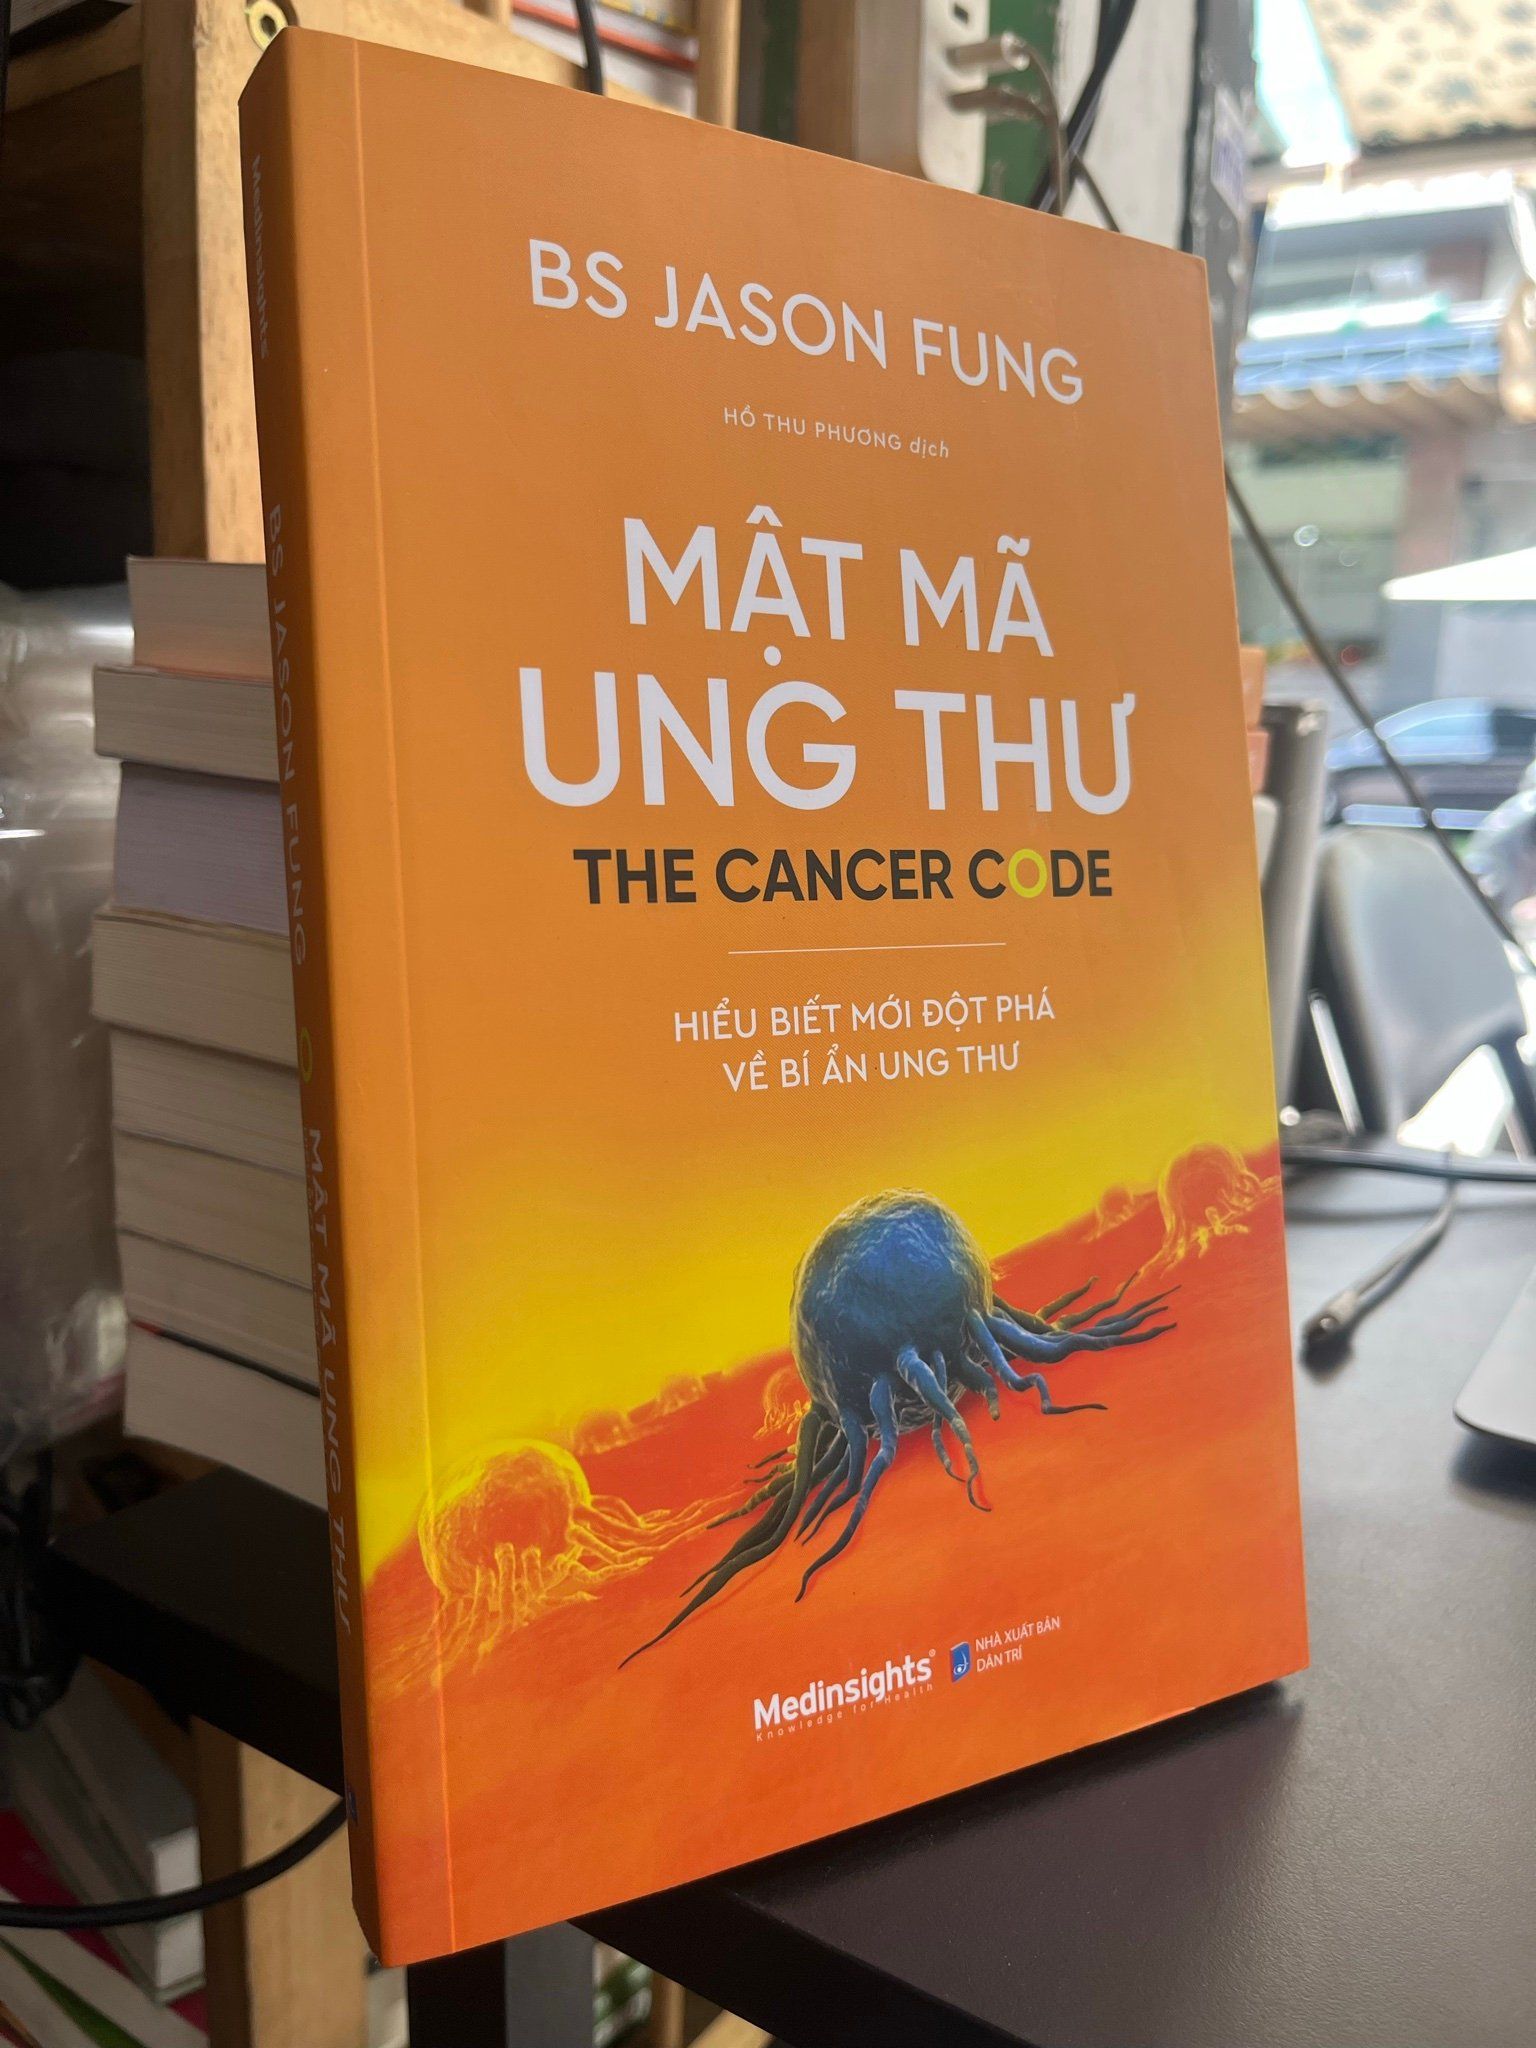 BS JASON FUNG
HỒ THU PHƯƠNG dịch
MẬT MÃ
UNG THƯ
THE CANCER CODE
HIỂU BIẾT MỚI ĐỘT PHÁ
VỀ BÍ ẨN UNG THƯ
Medinsights®
Knowledge for Health
NHÀ XUẤT BẢN
DÂN TRÍ
Medinsights
BS JASON FUNG
MẬT MÃ UNG THƯ